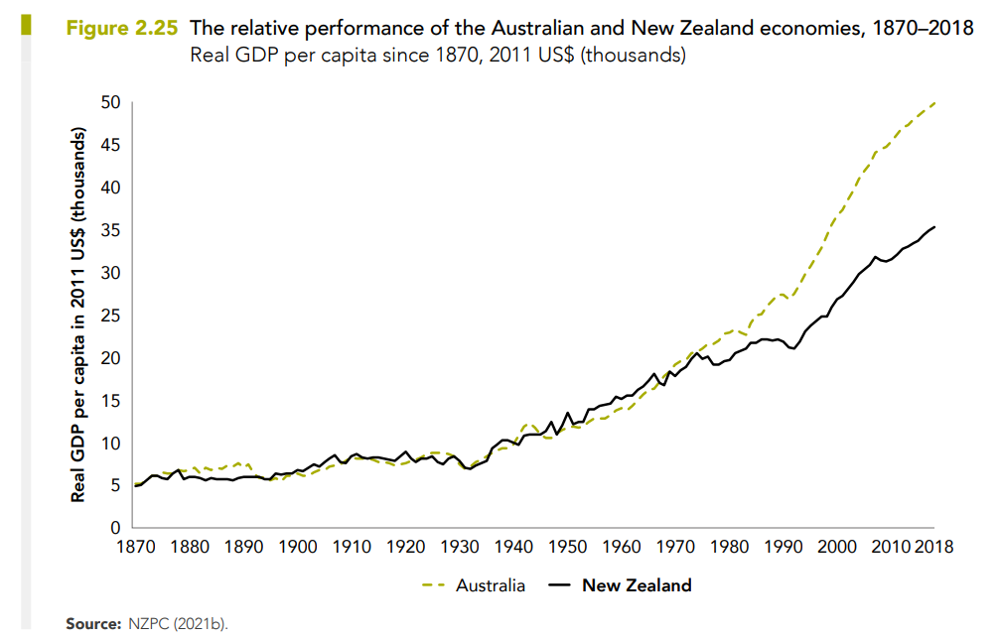 Figure 2.25 The relative performance of the Australian and New Zealand economies, 1870–2018
Real GDP per capita since 1870, 2011 US$ (thousands)
Real GDP per capita in 2011 US$ (thousands)
50
45
40
35
30
25
20
15
10
5
0
1870 1880 1890 1900 1910 1920 1930 1940 1950 1960 1970 1980 1990 2000 2010 2018
Australia New Zealand
Source: NZPC (2021b).